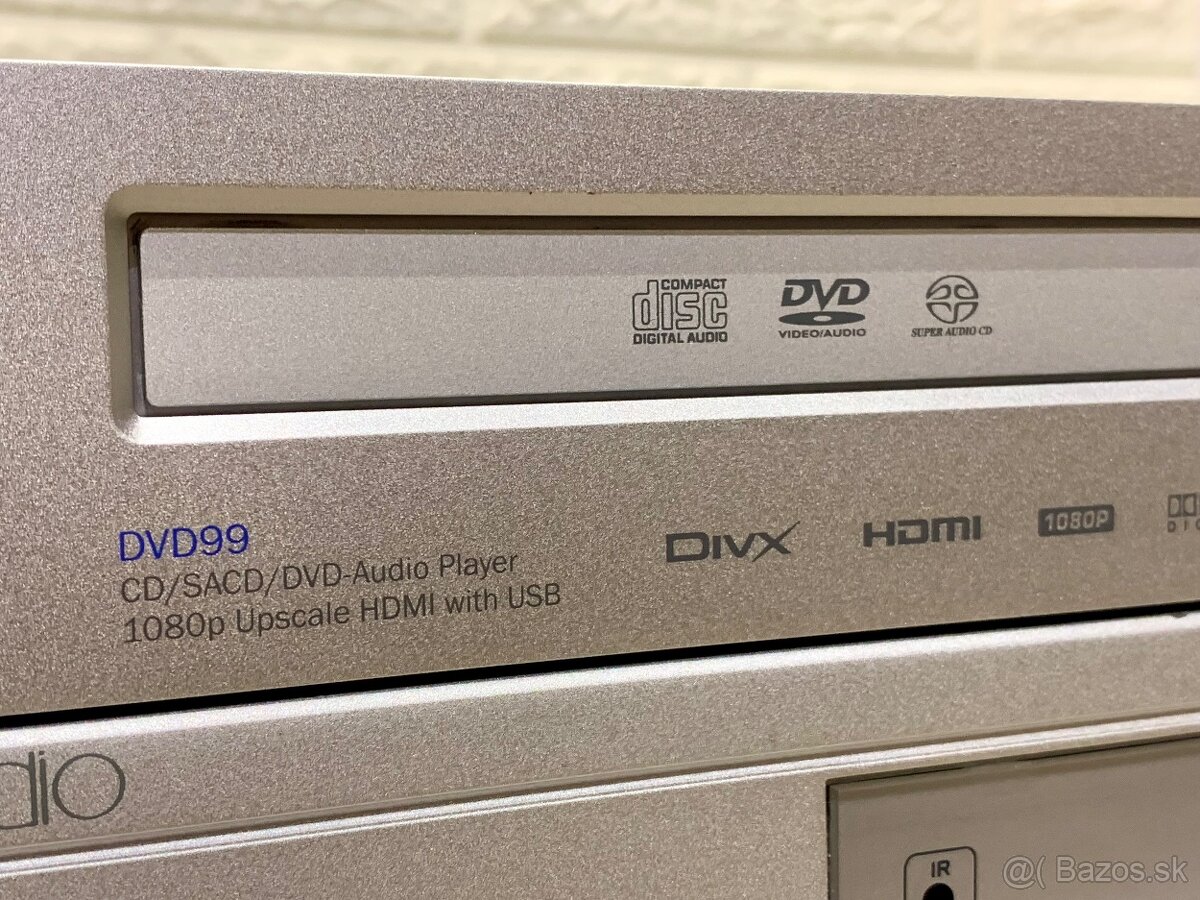 COMPACT
disc
DIGITAL AUDIO
DVD
VIDEO/AUDIO
SUPER AUDIO CD
DVD99
CD/SACD/DVD-Audio Player
1080p Upscale HDMI with USB
DIVX
HDMI
1080P
dio
IR
@( Bazos.sk